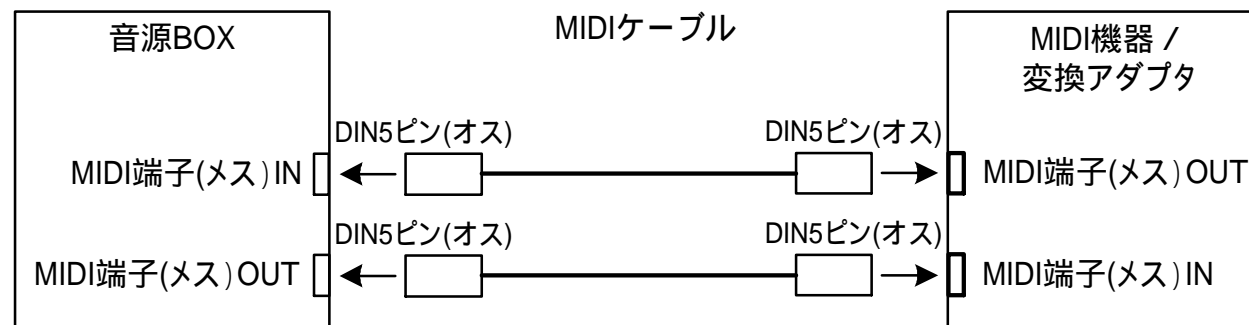 音源BOX
MIDIケーブル
MIDI機器 /
変換アダプタ
DIN5ピン(オス)
DIN5ピン(オス)
MIDI端子(メス) IN
MIDI端子(メス) OUT
DIN5ピン(オス)
DIN5ピン(オス)
MIDI端子(メス) OUT
MIDI端子(メス) IN